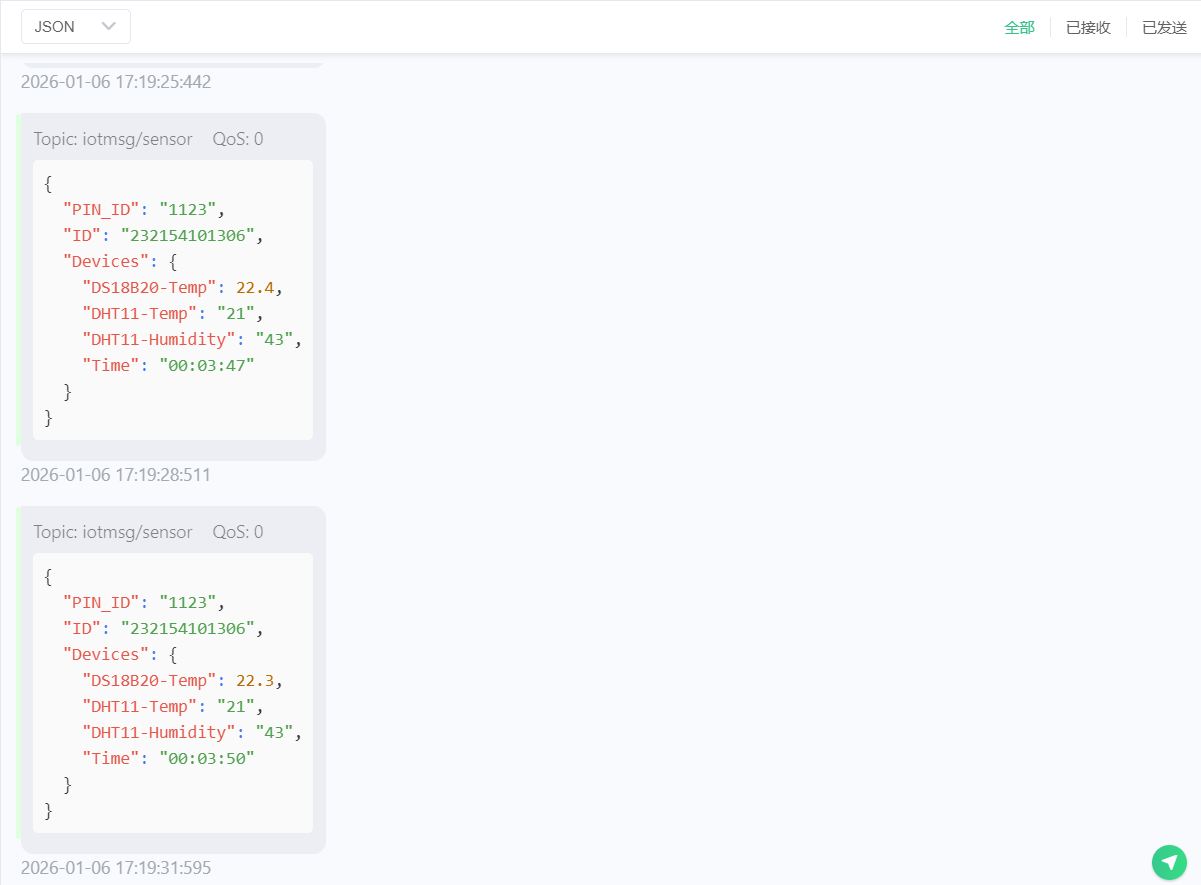 JSON
全部
已接收
已发送
2026-01-06 17:19:25:442
Topic: iotmsg/sensor QoS: 0
{
  "PIN_ID": "1123",
  "ID": "232154101306",
  "Devices": {
    "DS18B20-Temp": 22.4,
    "DHT11-Temp": "21",
    "DHT11-Humidity": "43",
    "Time": "00:03:47"
  }
}
2026-01-06 17:19:28:511
Topic: iotmsg/sensor QoS: 0
{
  "PIN_ID": "1123",
  "ID": "232154101306",
  "Devices": {
    "DS18B20-Temp": 22.3,
    "DHT11-Temp": "21",
    "DHT11-Humidity": "43",
    "Time": "00:03:50"
  }
}
2026-01-06 17:19:31:595